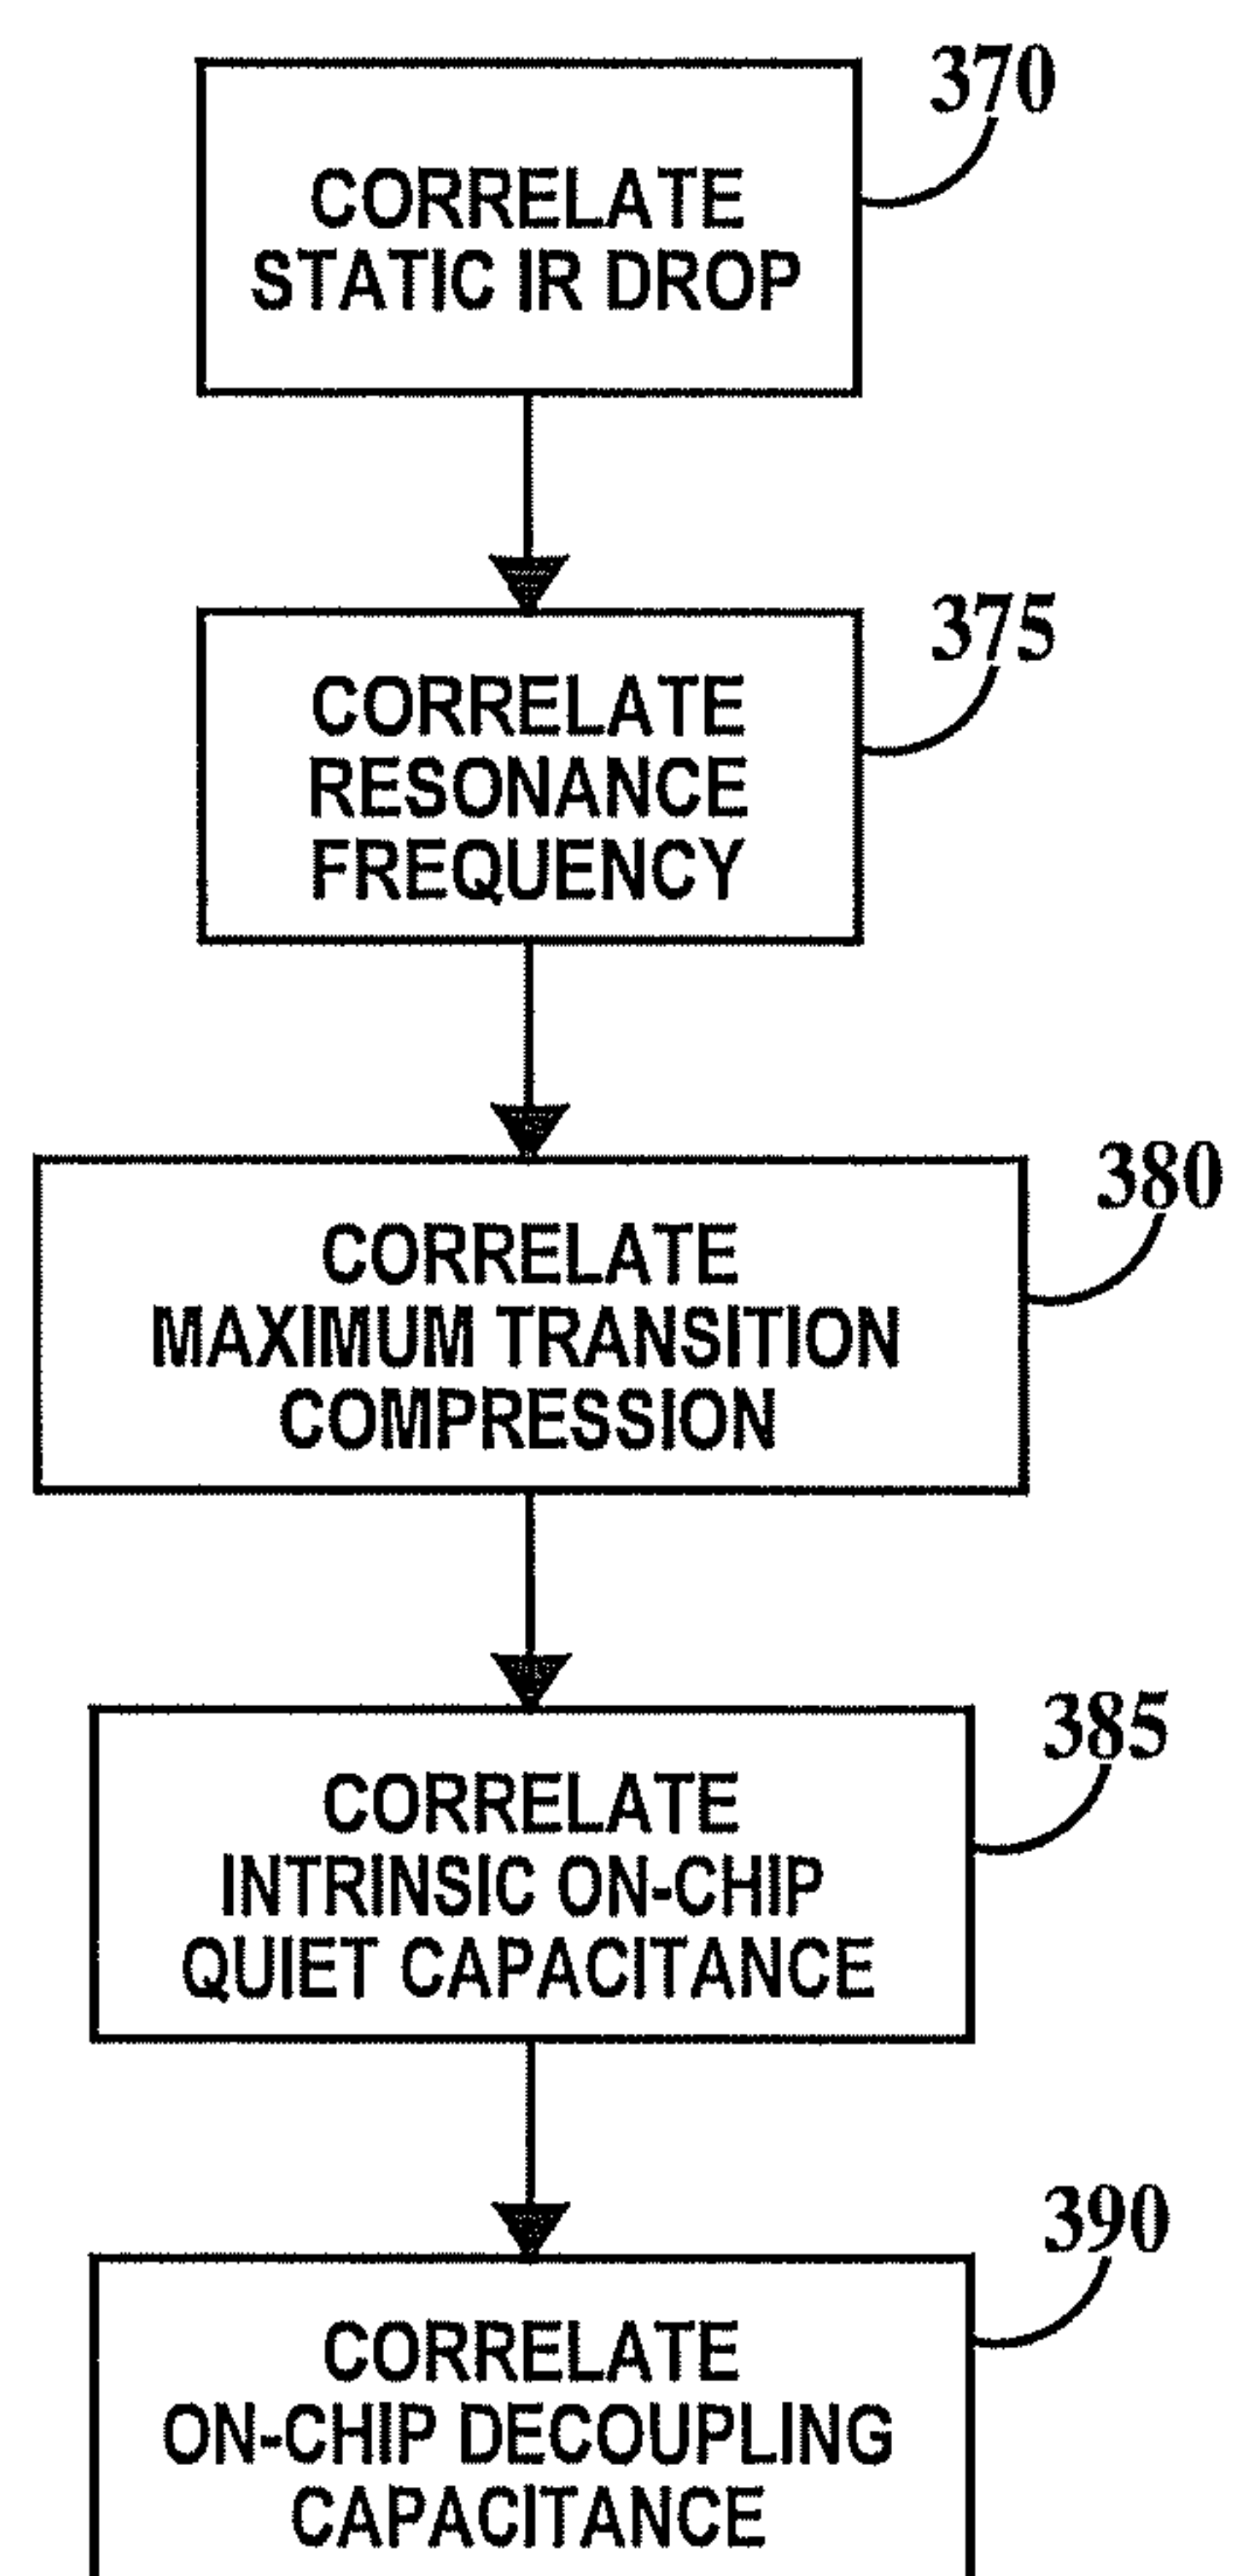 370
CORRELATE
STATIC IR DROP
375
CORRELATE
RESONANCE
FREQUENCY
380
CORRELATE
MAXIMUM TRANSITION
COMPRESSION
385
CORRELATE
INTRINSIC ON-CHIP
QUIET CAPACITANCE
390
CORRELATE
ON-CHIP DECOUPLING
CAPACITANCE